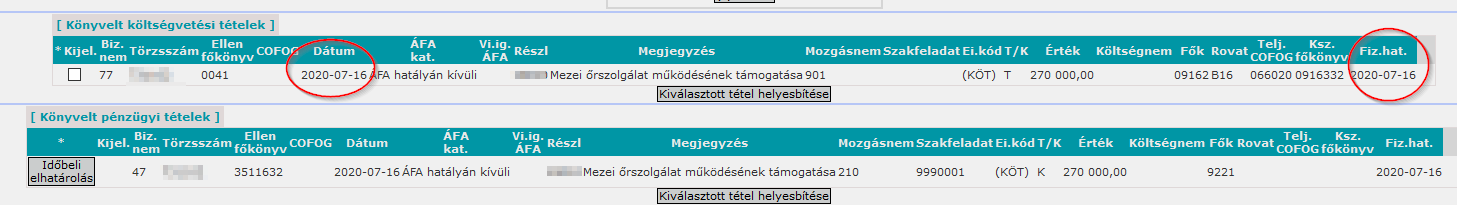 [ Könyvelt költségvetési tételek ]
* Kijel. Biz. nem Törzsszám Ellen főkönyv COFOG Dátum ÁFA kat. Vi.ig. ÁFA Részl Megjegyzés Mozgásnem Szakfeladat Ei.kód T/K Érték Költségnem Fők Rovat Telj. COFOG Ksz. főkönyv Fiz.hat.
77 0041 2020-07-16 ÁFA hatályán kívüli Mezei őrszolgálat működésének támogatása 901 (KÖT) T 270 000,00 09162 B16 066020 0916332 2020-07-16
Kiválasztott tétel helyesbítése
[ Könyvelt pénzügyi tételek ]
* Kijel. Biz. nem Törzsszám Ellen főkönyv COFOG Dátum ÁFA kat. Vi.ig. ÁFA Részl Megjegyzés Mozgásnem Szakfeladat Ei.kód T/K Érték Költségnem Fők Rovat Telj. COFOG Ksz. főkönyv Fiz.hat.
Időbeli elhatárolás 47 3511632 2020-07-16 ÁFA hatályán kívüli Mezei őrszolgálat működésének támogatása 210 9990001 (KÖT) K 270 000,00 9221 2020-07-16
Kiválasztott tétel helyesbítése